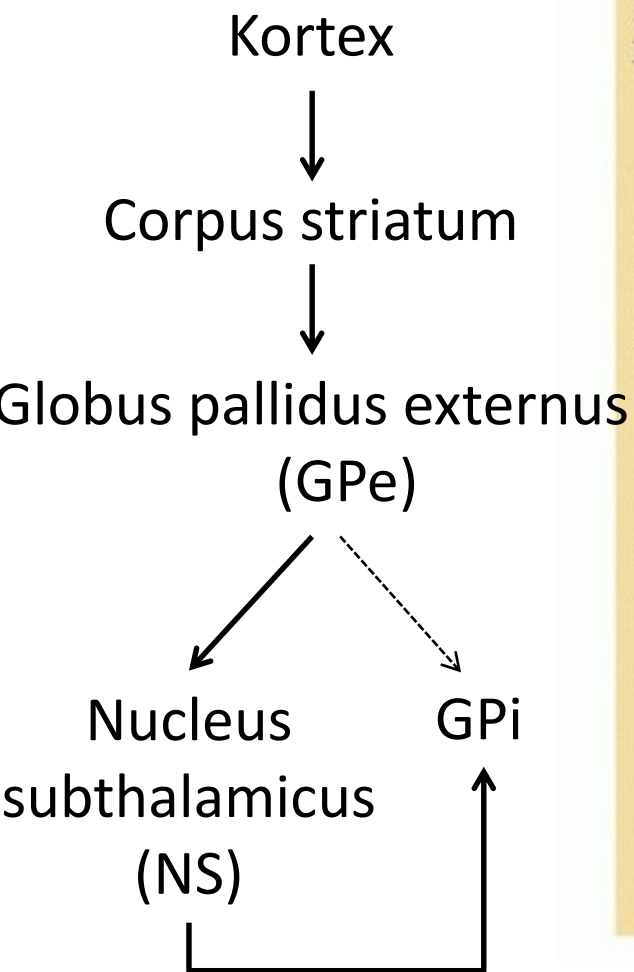 Kortex
Corpus striatum
Globus pallidus externus
(GPe)
Nucleus
GPi
subthalamicus
(NS)